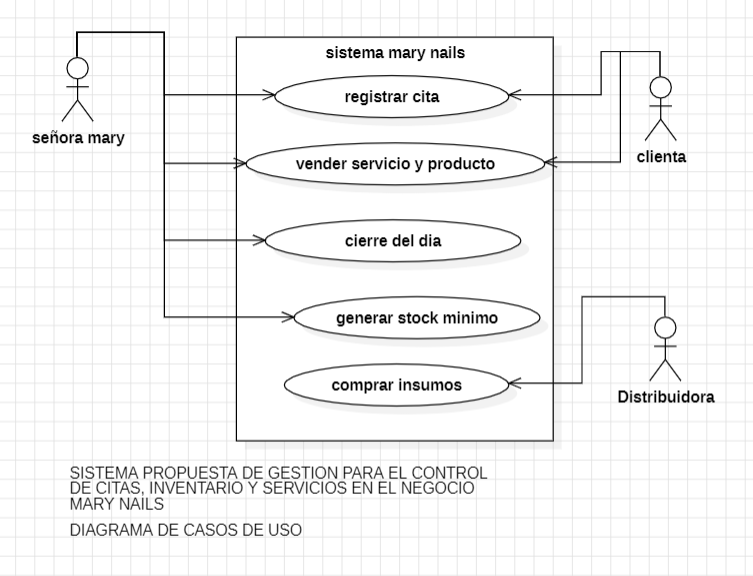 sistema mary nails
registrar cita
señora mary
vender servicio y producto
clienta
cierre del dia
generar stock minimo
comprar insumos
Distribuidora
SISTEMA PROPUESTA DE GESTION PARA EL CONTROL
DE CITAS, INVENTARIO Y SERVICIOS EN EL NEGOCIO
MARY NAILS
DIAGRAMA DE CASOS DE USO